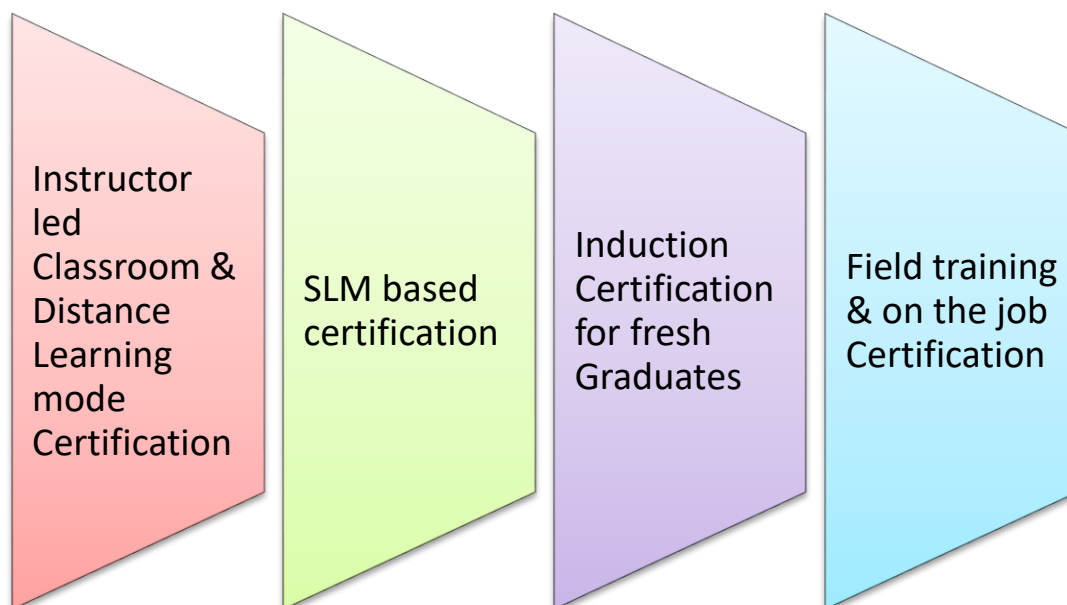 Instructor
led
Classroom &
Distance
Learning
mode
Certification
SLM based
certification
Induction
Certification
for fresh
Graduates
Field training
& on the job
Certification